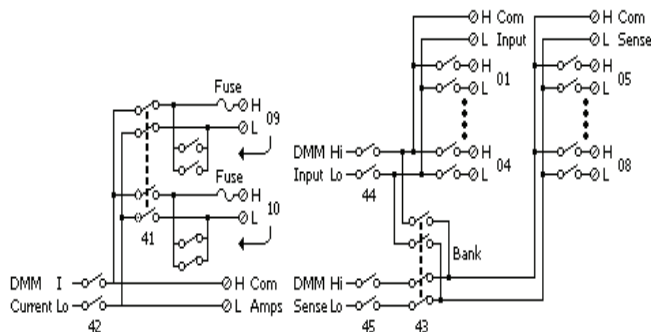 Fuse
H
09
L
Fuse
H
10
L
41
DMM I
H Com
Current Lo
L Amps
42
H Com
L Input
H
01
L
DMM Hi
H
04
Input Lo
L
44
H Com
L Sense
H
05
L
H
08
L
Bank
DMM Hi
Sense Lo
45
43